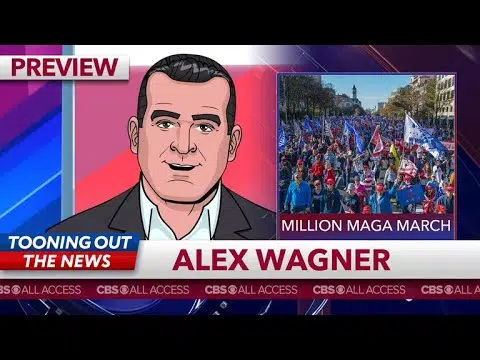 PREVIEW
MILLION MAGA MARCH
TOONING OUT
THE NEWS
ALEX WAGNER
CBS ALL ACCESS CBS ALL ACCESS CBS ALL ACCESS CBS ALL ACCESS CBS ALL ACCESS